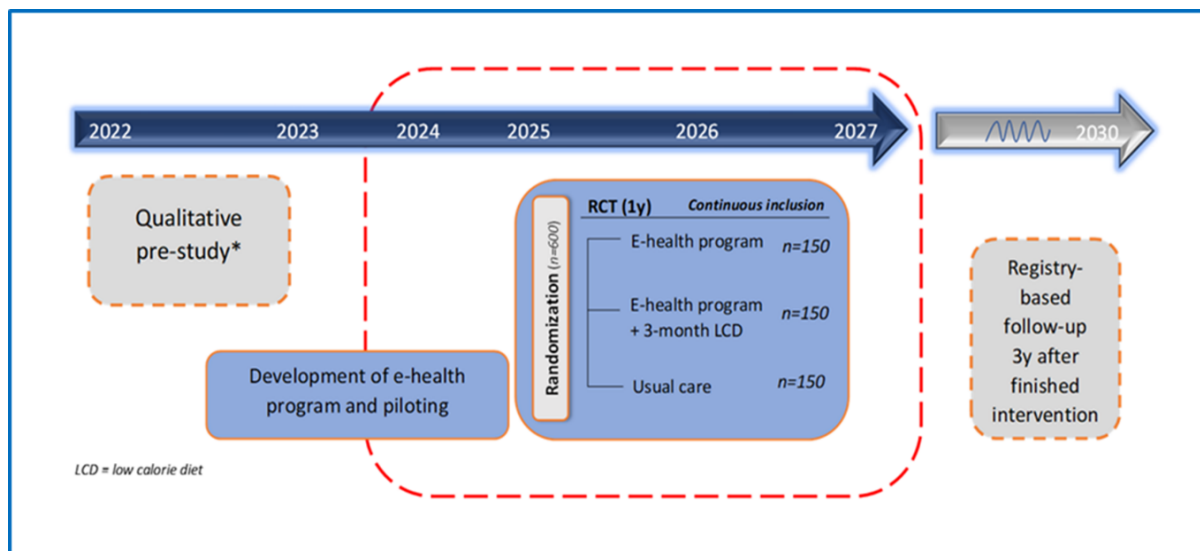 2022 2023 2024 2025 2026 2027 2030
Qualitative
pre-study*
Development of e-health
program and piloting
LCD = low calorie diet
Randomization (n=600)
RCT (1y) Continuous inclusion
E-health program n=150
E-health program
+ 3-month LCD n=150
Usual care n=150
Registry-
based
follow-up
3y after
finished
intervention